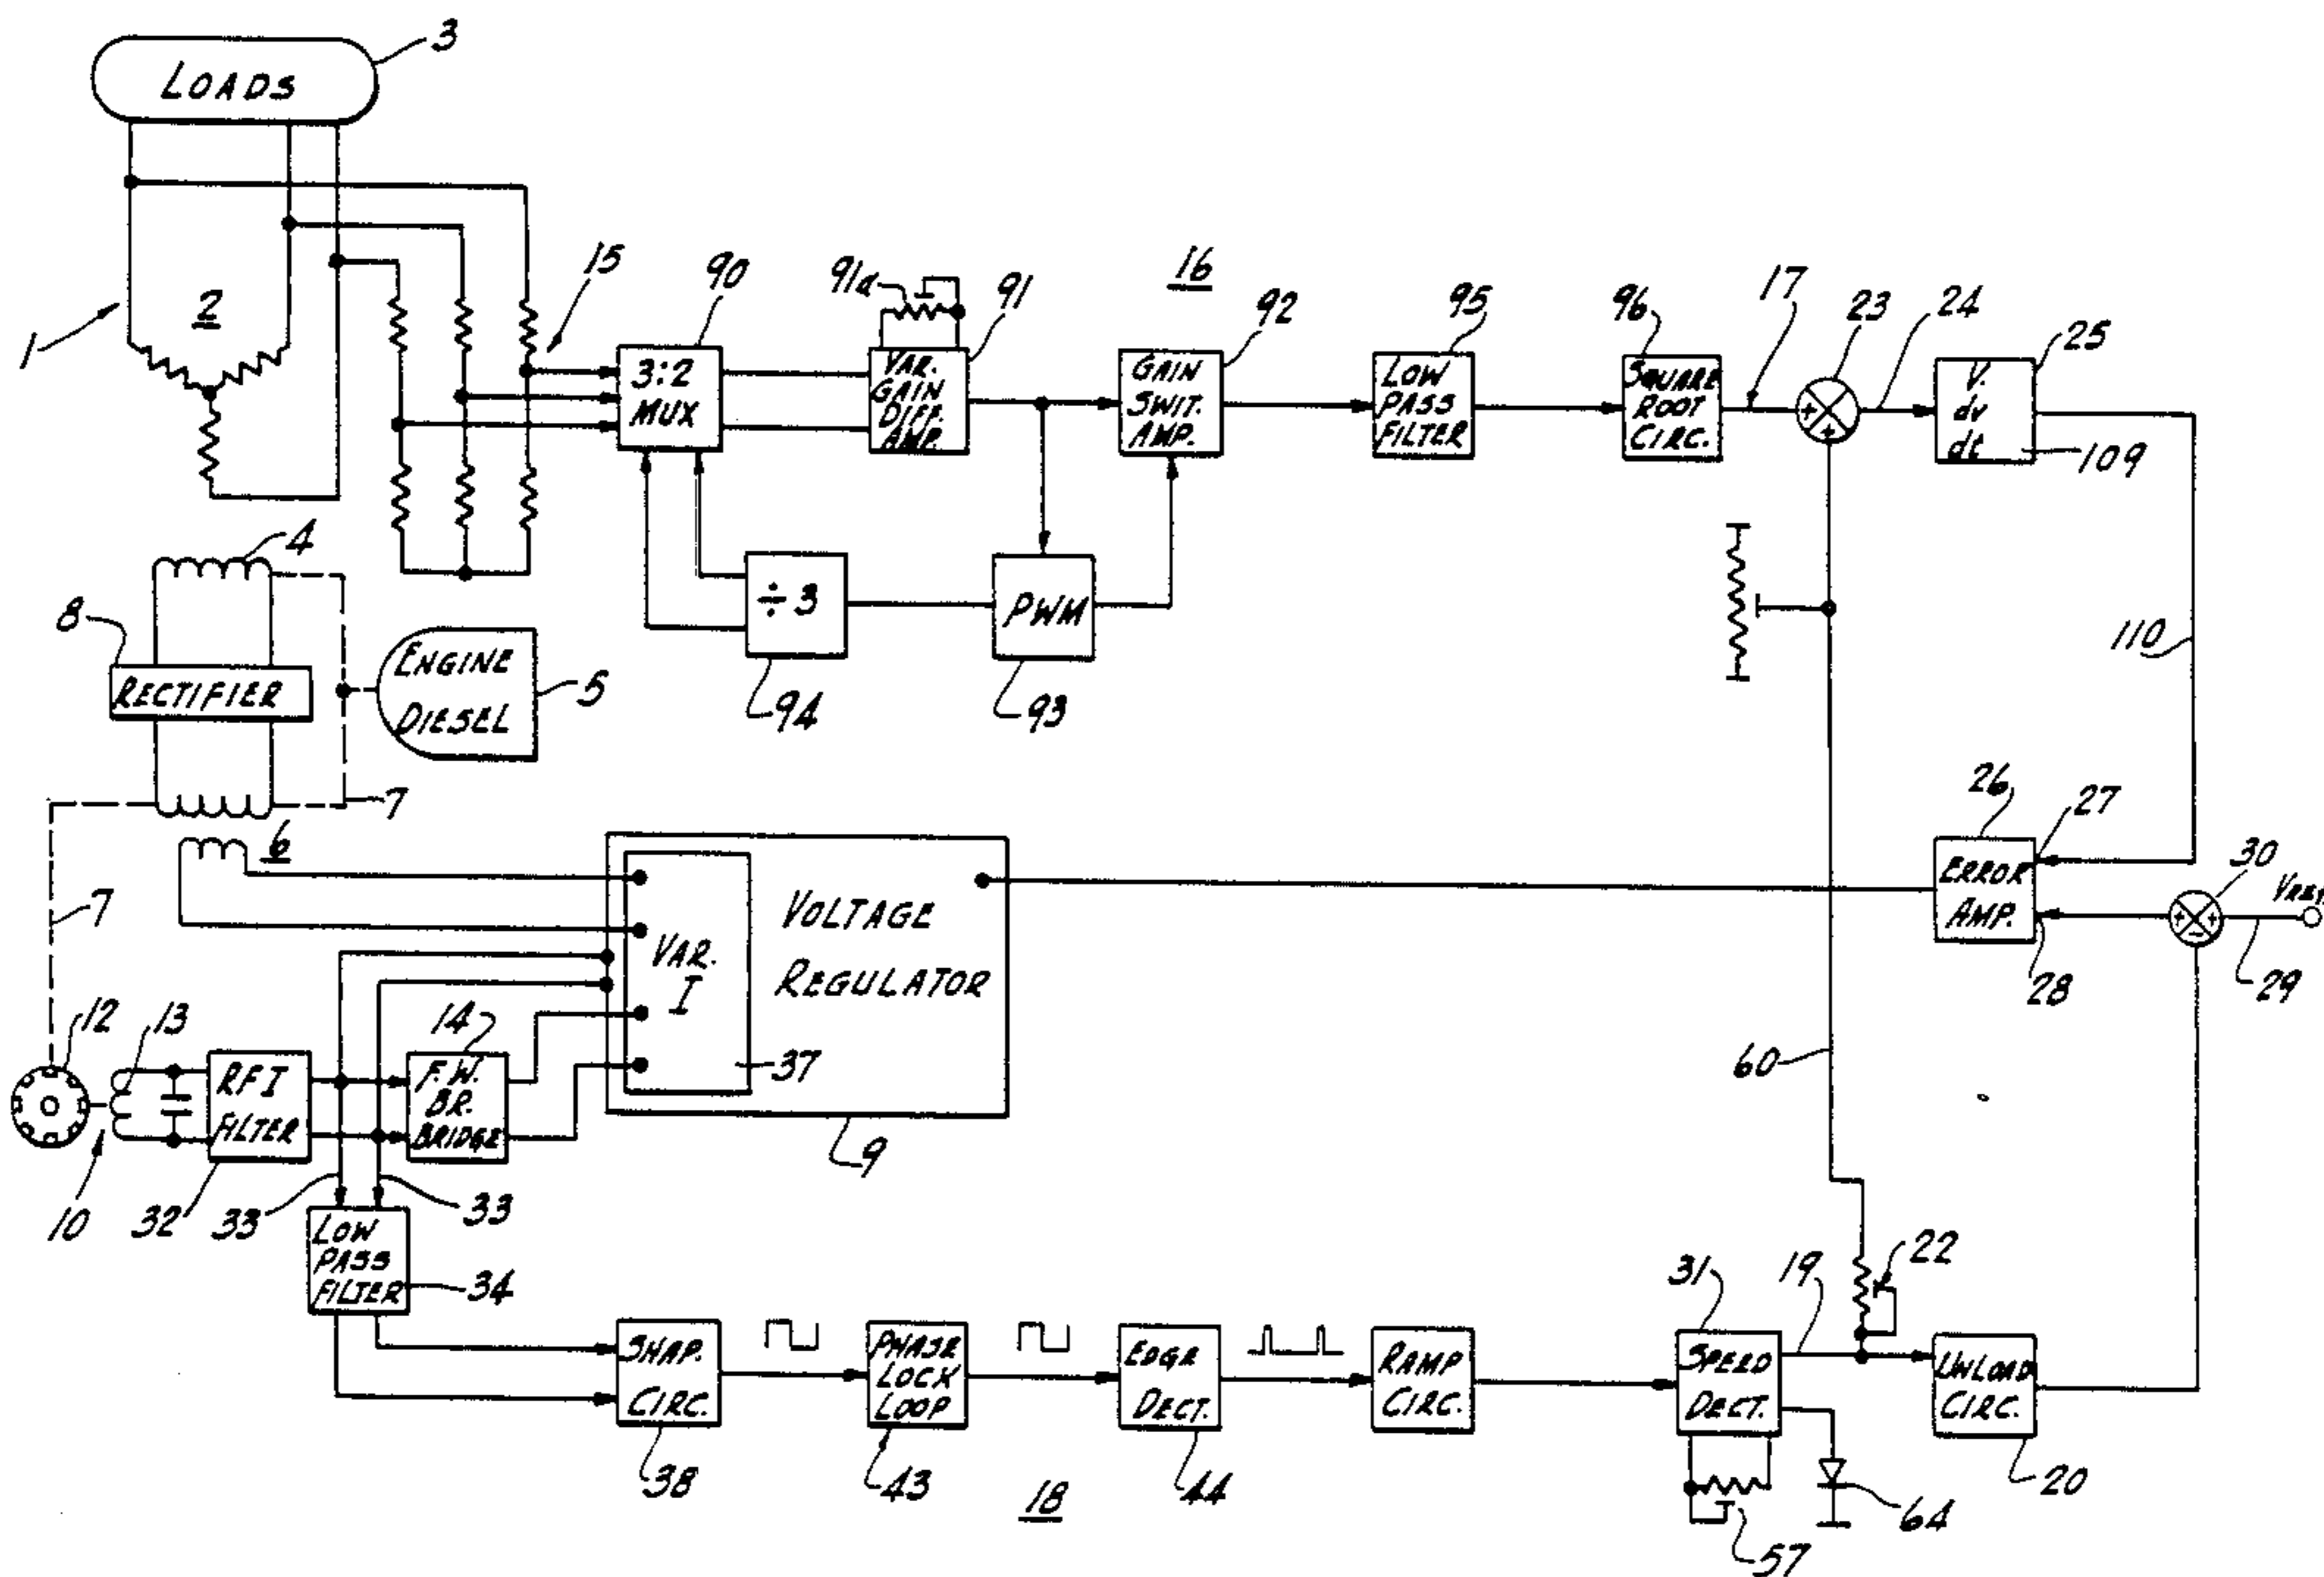 3
LOADS
1
2
15
90
3:2
MUX
91a
91
VAR.
GAIN
DIFF.
AMP.
16
92
GAIN
SWIT.
AMP.
95
LOW
PASS
FILTER
96
SQUARE
ROOT
CIRC.
17
23
+
+
24
25
V.
dv
dt
109
÷3
94
PWM
93
110
4
8
RECTIFIER
ENGINE
DIESEL
5
7
6
7
VOLTAGE
REGULATOR
VAR.
I
37
9
26
ERROR
AMP.
27
28
30
+ +
-
VREF
29
60
12
13
10
RFI
FILTER
32
14
F.W.
BR.
BRIDGE
33
33
LOW
PASS
FILTER
34
SHAP.
CIRC.
38
PHASE
LOCK
LOOP
43
18
EDGE
DECT.
44
RAMP
CIRC.
31
SPEED
DECT.
19
22
UNLOAD
CIRC.
20
57
64